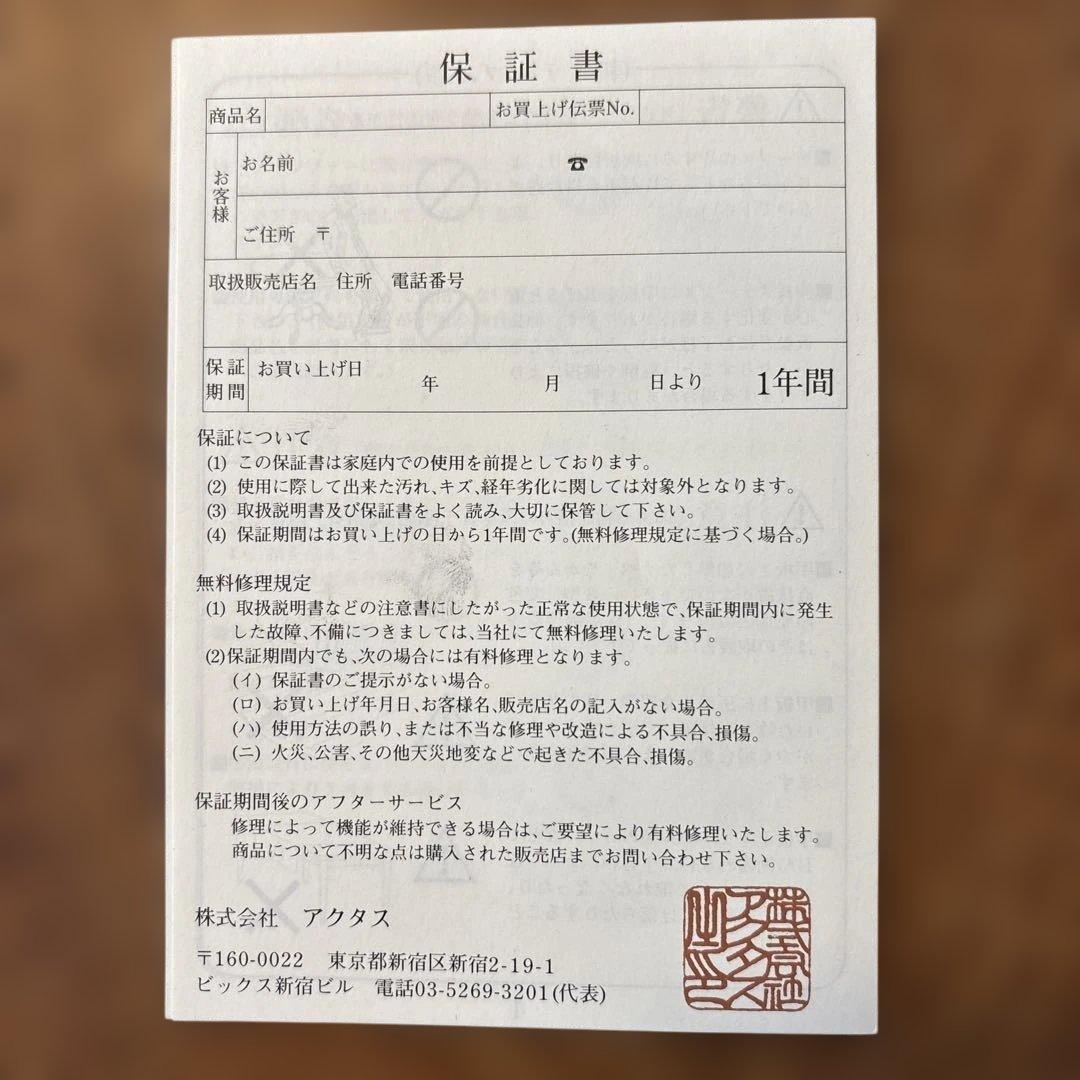 保証書
商品名 お買上げ伝票No.
お客様
お名前 ☎
ご住所 〒
取扱販売店名 住所 電話番号
保証期間 お買い上げ日 年 月 日より 1年間
保証について
(1) この保証書は家庭内での使用を前提としております。
(2) 使用に際して出来た汚れ、キズ、経年劣化に関しては対象外となります。
(3) 取扱説明書及び保証書をよく読み、大切に保管して下さい。
(4) 保証期間はお買い上げの日から1年間です。(無料修理規定に基づく場合。)
無料修理規定
(1) 取扱説明書などの注意書にしたがった正常な使用状態で、保証期間内に発生
した故障、不備につきましては、当社にて無料修理いたします。
(2)保証期間内でも、次の場合には有料修理となります。
(イ) 保証書のご提示がない場合。
(ロ) お買い上げ年月日、お客様名、販売店名の記入がない場合。
(ハ) 使用方法の誤り、または不当な修理や改造による不具合、損傷。
(ニ) 火災、公害、その他天災地変などで起きた不具合、損傷。
保証期間後のアフターサービス
修理によって機能が維持できる場合は、ご要望により有料修理いたします。
商品について不明な点は購入された販売店までお問い合わせ下さい。
株式会社 アクタス
〒160-0022 東京都新宿区新宿2-19-1
ビックス新宿ビル 電話03-5269-3201(代表)
株式会社
アクタス